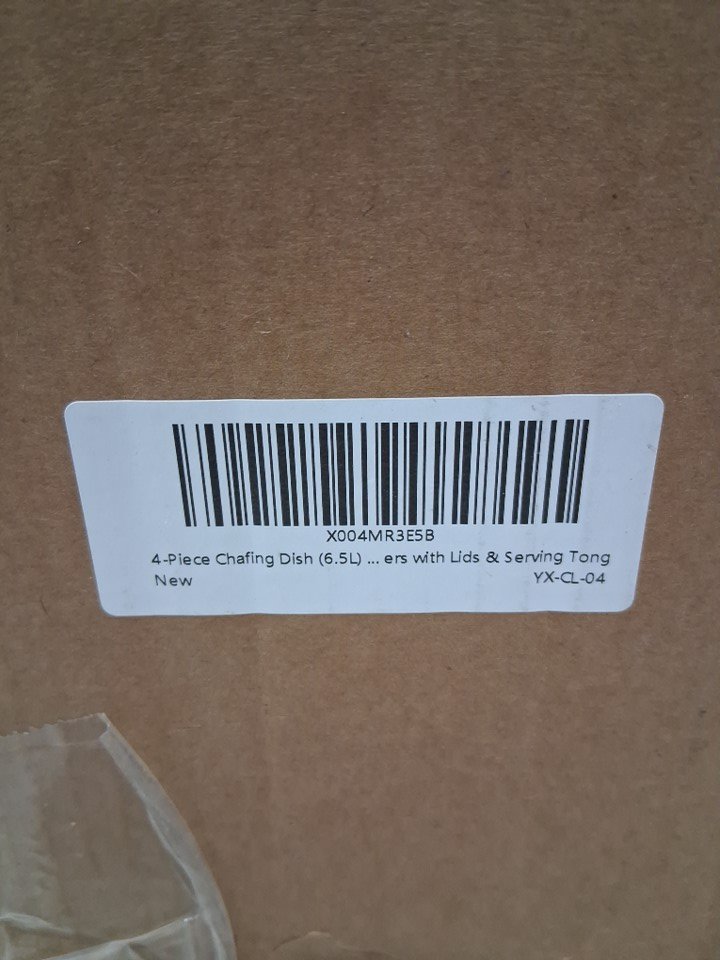 X004MR3E5B
4-Piece Chafing Dish (6.5L) ... ers with Lids & Serving Tong
New YX-CL-04